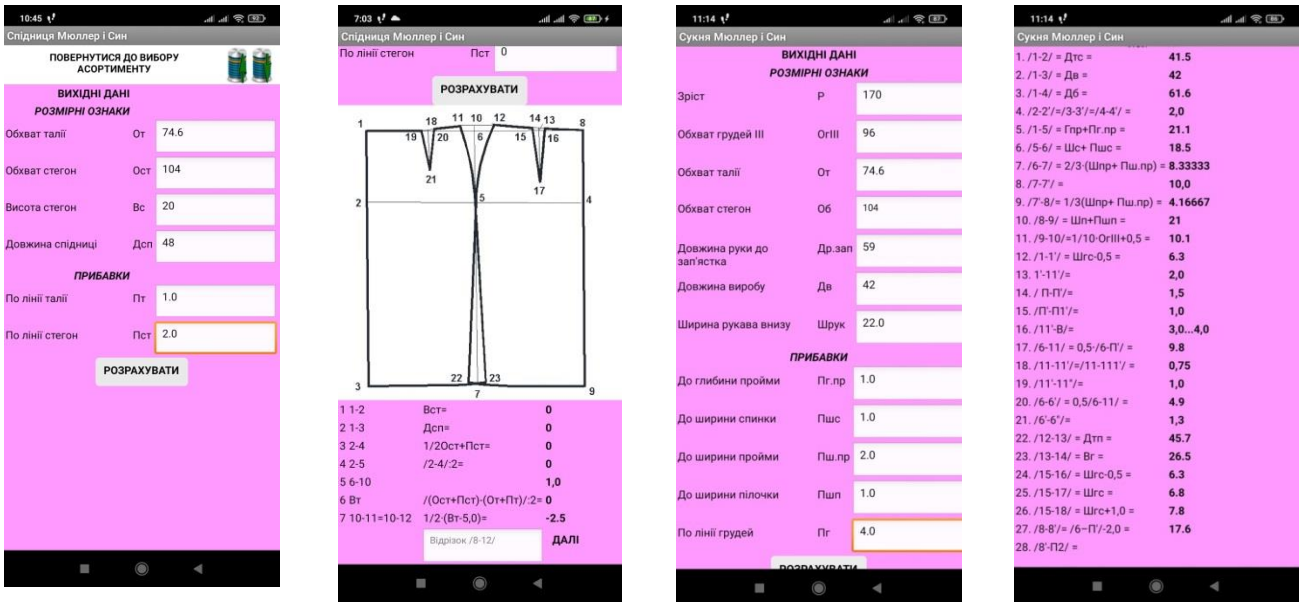 10:45
92
Спідниця Мюллер і Син
ПОВЕРНУТИСЯ ДО ВИБОРУ
АСОРТИМЕНТУ
ВИХІДНІ ДАНІ
РОЗМІРНІ ОЗНАКИ
Обхват талії От 74.6
Обхват стегон Ост 104
Висота стегон Вс 20
Довжина спідниці Дсп 48
ПРИБАВКИ
По лінії талії Пт 1.0
По лінії стегон Пст 2.0
РОЗРАХУВАТИ
7:03
Спідниця Мюллер і Син
По лінії стегон Пст 0
РОЗРАХУВАТИ
1 19 18 20 11 10 12 6 15 14 13 16 8
21 17
2 5 4
3 22 23 7 9
1 1-2 Вст= 0
2 1-3 Дсп= 0
3 2-4 1/2Ост+Пст= 0
4 2-5 /2-4/:2= 0
5 6-10 1,0
6 Вт /(Ост+Пст)-(От+Пт)/:2= 0
7 10-11=10-12 1/2·(Вт-5,0)= -2.5
Відрізок /8-12/ ДАЛІ
11:14
Сукня Мюллер і Син
ВИХІДНІ ДАНІ
РОЗМІРНІ ОЗНАКИ
Зріст Р 170
Обхват грудей III ОгIII 96
Обхват талії От 74.6
Обхват стегон Об 104
Довжина руки до Др.зап 59
зап'ястка
Довжина виробу Дв 42
Ширина рукава внизу Шрук 22.0
ПРИБАВКИ
До глибини пройми Пг.пр 1.0
До ширини спинки Пшс 1.0
До ширини пройми Пш.пр 2.0
До ширини пілочки Пшп 1.0
По лінії грудей Пг 4.0
РОЗРАХУВАТИ
11:14
Сукня Мюллер і Син
1. /1-2/ = Дтс = 41.5
2. /1-3/ = Дв = 42
3. /1-4/ = Дб = 61.6
4. /2-2'/=/3-3'/=/4-4'/ = 2,0
5. /1-5/ = Гпр+Пг.пр = 21.1
6. /5-6/ = Шс+ Пшс = 18.5
7. /6-7/ = 2/3·(Шпр+ Пш.пр) = 8.33333
8. /7-7'/ = 10,0
9. /7'-8/= 1/3(Шпр+ Пш.пр) = 4.16667
10. /8-9/ = Шп+Пшп = 21
11. /9-10/=1/10·ОгIII+0,5 = 10.1
12. /1-1'/ = Шгс-0,5 = 6.3
13. 1'-11'/= 2,0
14. / П-П'/= 1,5
15. /П'-П1'/= 1,0
16. /11'-В/= 3,0...4,0
17. /6-11/ = 0,5·/6-П'/ = 9.8
18. /11-11'/=/11-111'/ = 0,75
19. /11'-11"/= 1,0
20. /6-6'/ = 0,5/6-11/ = 4.9
21. /6'-6"/= 1,3
22. /12-13/ = Дтп = 45.7
23. /13-14/ = Вг = 26.5
24. /15-16/ = Шгс-0,5 = 6.3
25. /15-17/ = Шгс = 6.8
26. /15-18/ = Шгс+1,0 = 7.8
27. /8-8'/= /6–П'/-2,0 = 17.6
28. /8'-П2/ =